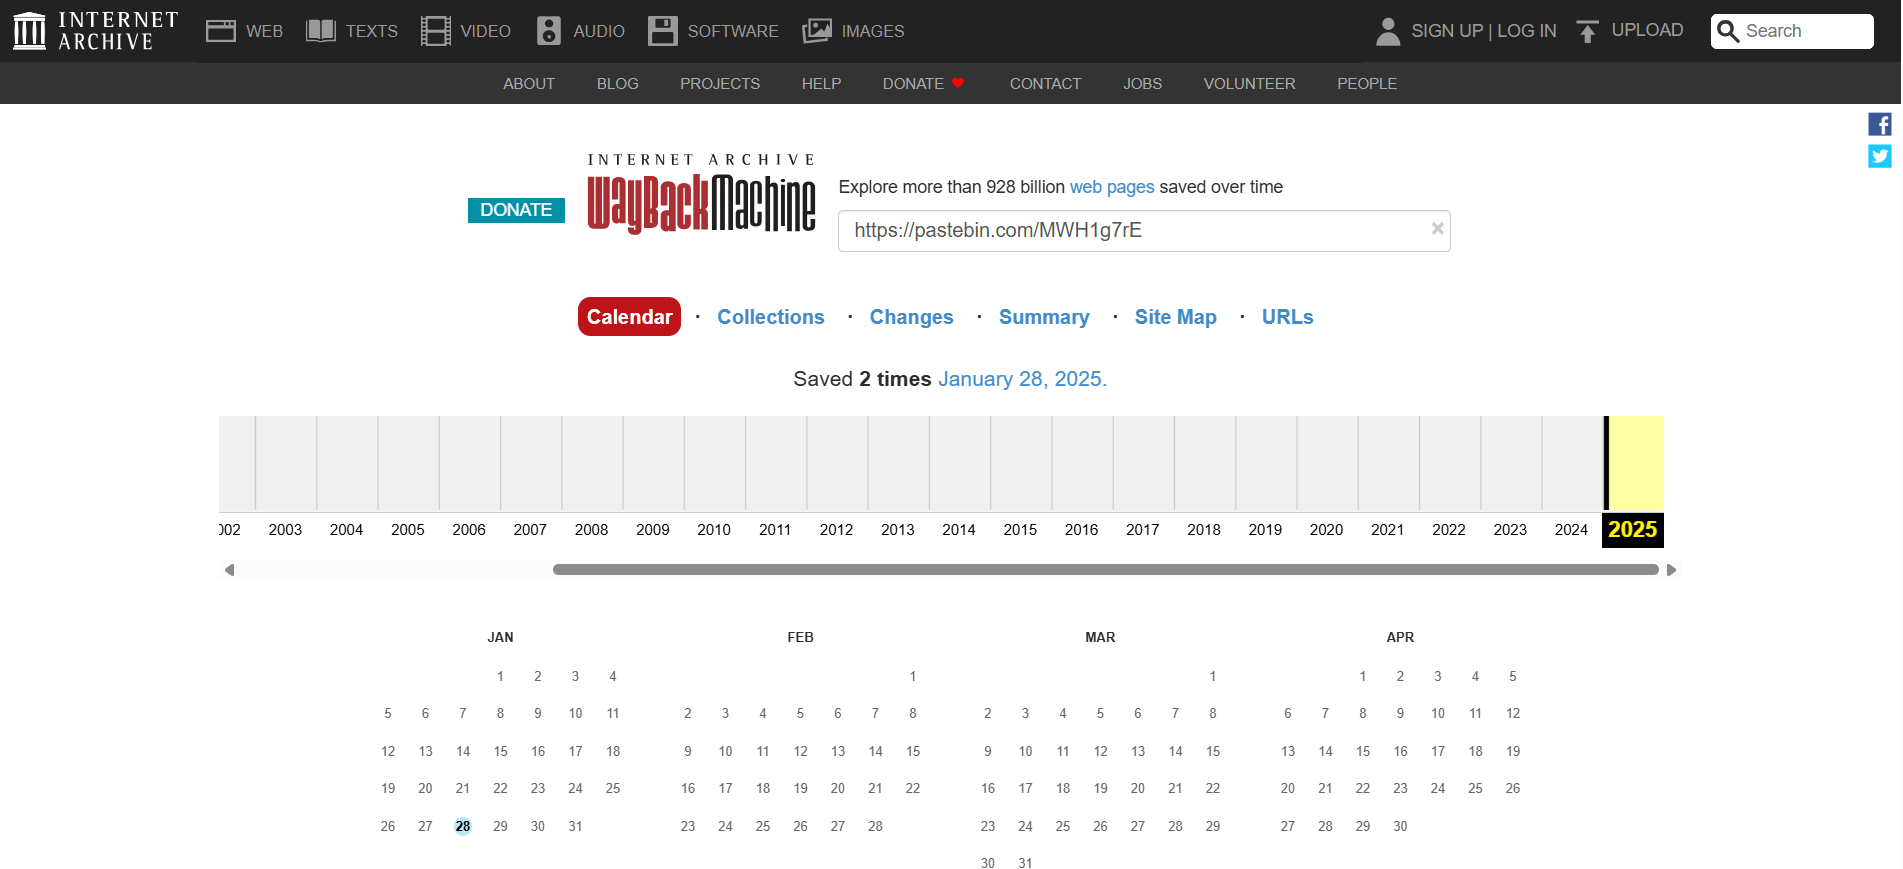 INTERNET ARCHIVE
WEB TEXTS VIDEO AUDIO SOFTWARE IMAGES
SIGN UP | LOG IN UPLOAD Search
ABOUT BLOG PROJECTS HELP DONATE CONTACT JOBS VOLUNTEER PEOPLE
DONATE
INTERNET ARCHIVE
WayBackMachine
Explore more than 928 billion web pages saved over time
https://pastebin.com/MWH1g7rE ×
Calendar · Collections · Changes · Summary · Site Map · URLs
Saved 2 times January 28, 2025.
002 2003 2004 2005 2006 2007 2008 2009 2010 2011 2012 2013 2014 2015 2016 2017 2018 2019 2020 2021 2022 2023 2024 2025
JAN
1 2 3 4
5 6 7 8 9 10 11
12 13 14 15 16 17 18
19 20 21 22 23 24 25
26 27 28 29 30 31
FEB
1
2 3 4 5 6 7 8
9 10 11 12 13 14 15
16 17 18 19 20 21 22
23 24 25 26 27 28
MAR
1
2 3 4 5 6 7 8
9 10 11 12 13 14 15
16 17 18 19 20 21 22
23 24 25 26 27 28 29
30 31
APR
1 2 3 4 5
6 7 8 9 10 11 12
13 14 15 16 17 18 19
20 21 22 23 24 25 26
27 28 29 30